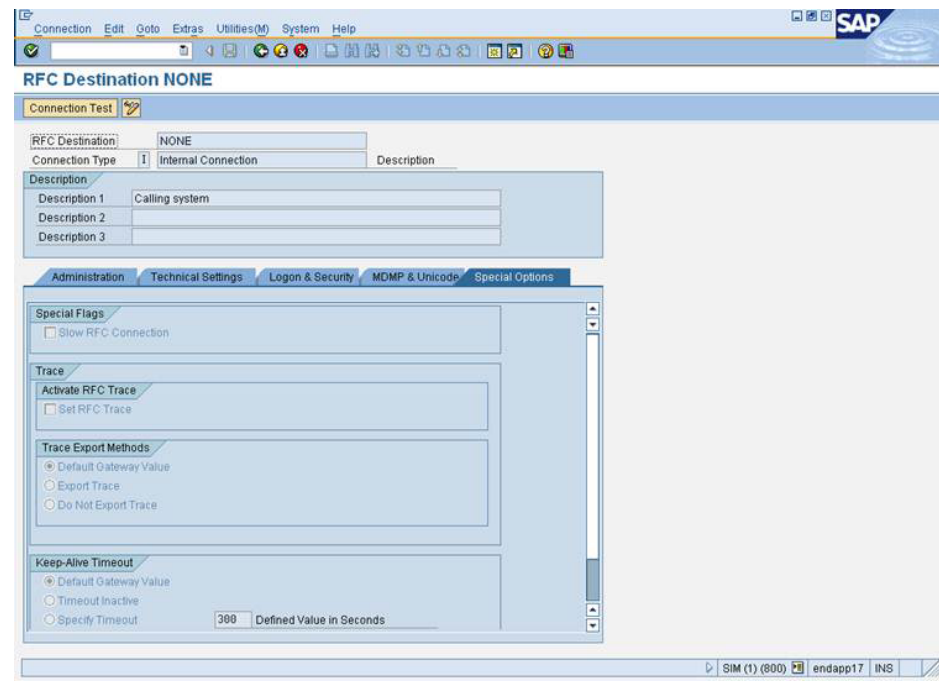 Connection Edit Goto Extras Utilities(M) System Help
SAP
RFC Destination NONE
Connection Test
RFC Destination NONE
Connection Type I Internal Connection Description
Description
Description 1 Calling system
Description 2
Description 3
Administration Technical Settings Logon & Security MDMP & Unicode Special Options
Special Flags
Slow RFC Connection
Trace
Activate RFC Trace
Set RFC Trace
Trace Export Methods
Default Gateway Value
Export Trace
Do Not Export Trace
Keep-Alive Timeout
Default Gateway Value
Timeout Inactive
Specify Timeout 300 Defined Value in Seconds
SIM (1) (800) endapp17 INS